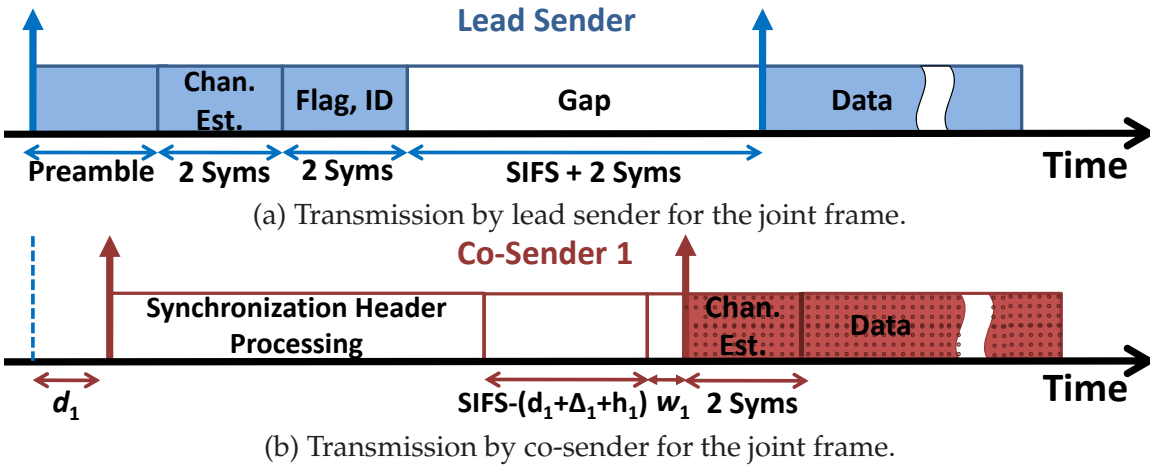 Lead Sender
Chan. Est.
Flag, ID
Gap
Data
Time
Preamble
2 Syms
2 Syms
SIFS + 2 Syms
(a) Transmission by lead sender for the joint frame.
Co-Sender 1
Synchronization Header Processing
Chan. Est.
Data
Time
d₁
SIFS-(d₁+Δ₁+h₁)
w₁
2 Syms
(b) Transmission by co-sender for the joint frame.